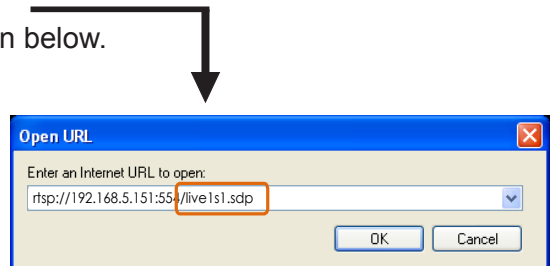 n below.
Open URL
Enter an Internet URL to open:
rtsp://192.168.5.151:554/live1s1.sdp
OK Cancel